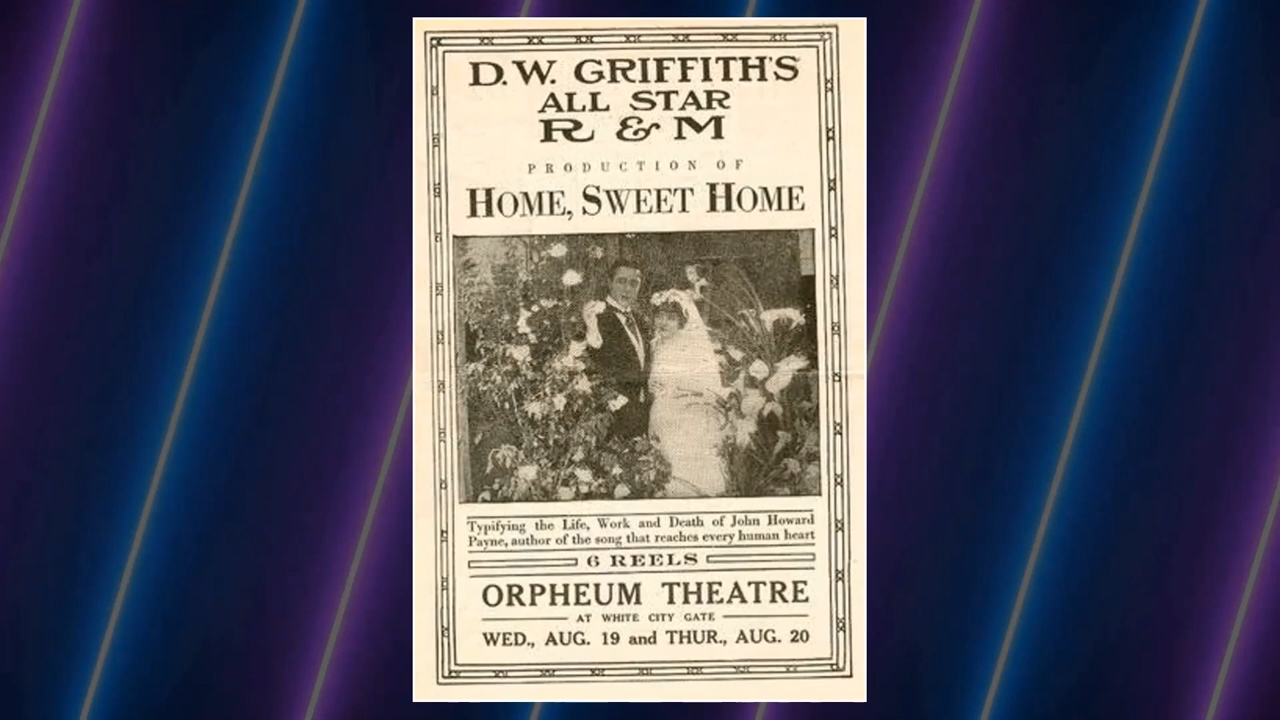 D.W. GRIFFITH'S
ALL STAR
R & M
PRODUCTION OF
HOME, SWEET HOME
Typifying the Life, Work and Death of John Howard
Payne, author of the song that reaches every human heart
6 REELS
ORPHEUM THEATRE
AT WHITE CITY GATE
WED., AUG. 19 and THUR., AUG. 20